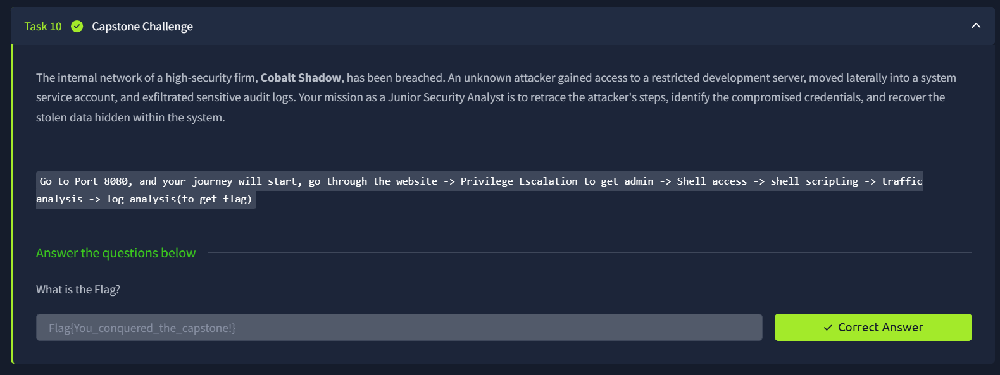 Task 10 Capstone Challenge
The internal network of a high-security firm, Cobalt Shadow, has been breached. An unknown attacker gained access to a restricted development server, moved laterally into a system
service account, and exfiltrated sensitive audit logs. Your mission as a Junior Security Analyst is to retrace the attacker's steps, identify the compromised credentials, and recover the
stolen data hidden within the system.
Go to Port 8080, and your journey will start, go through the website -> Privilege Escalation to get admin -> Shell access -> shell scripting -> traffic
analysis -> log analysis(to get flag)
Answer the questions below
What is the Flag?
Flag{You_conquered_the_capstone!}
✓ Correct Answer